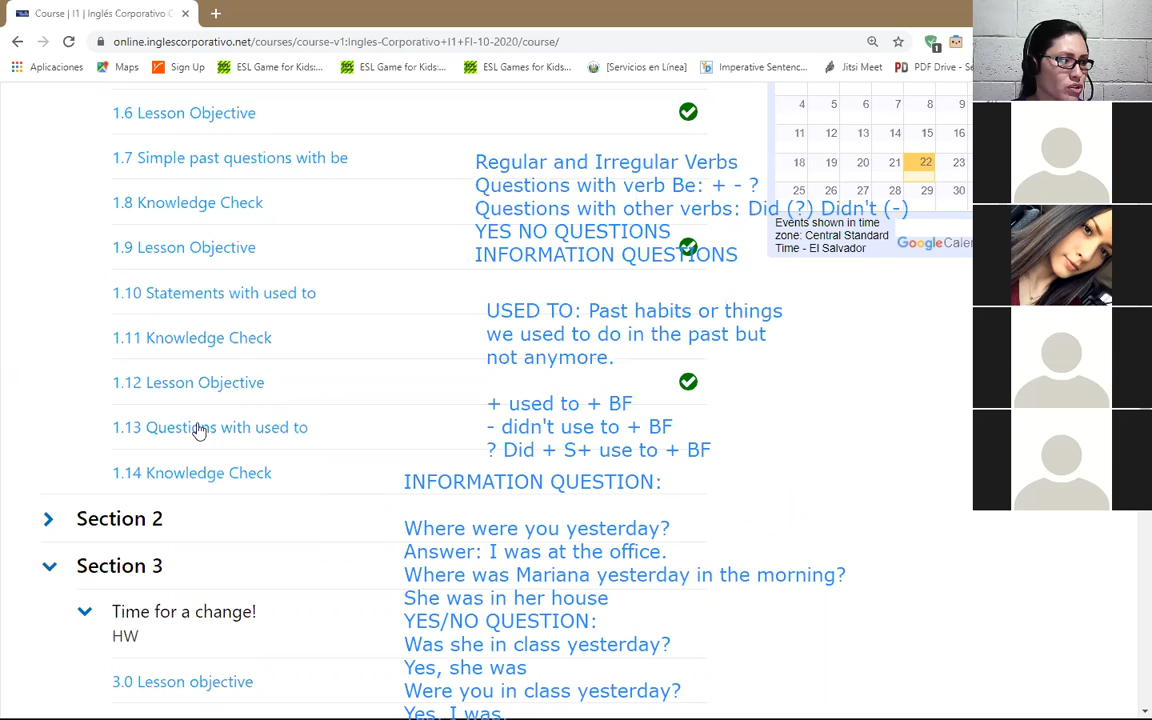 Course | I1 | Inglés Corporativo C
online.inglescorporativo.net/courses/course-v1:Ingles-Corporativo+I1+FI-10-2020/course/
Aplicaciones
Maps
Sign Up
ESL Game for Kids:...
ESL Game for Kids:...
ESL Games for Kids:...
[Servicios en Línea]
Imperative Sentenc...
Jitsi Meet
PDF Drive - Se
1.6 Lesson Objective
1.7 Simple past questions with be
1.8 Knowledge Check
1.9 Lesson Objective
1.10 Statements with used to
1.11 Knowledge Check
1.12 Lesson Objective
1.13 Questions with used to
1.14 Knowledge Check
Section 2
Section 3
Time for a change!
HW
3.0 Lesson objective
Regular and Irregular Verbs
Questions with verb Be: + - ?
Questions with other verbs: Did (?) Didn't (-)
YES NO QUESTIONS
INFORMATION QUESTIONS
USED TO: Past habits or things
we used to do in the past but
not anymore.
+ used to + BF
- didn't use to + BF
? Did + S+ use to + BF
INFORMATION QUESTION:
Where were you yesterday?
Answer: I was at the office.
Where was Mariana yesterday in the morning?
She was in her house
YES/NO QUESTION:
Was she in class yesterday?
Yes, she was
Were you in class yesterday?
Yes, I was.
4 5 6 7 8 9
11 12 13 14 15 16
18 19 20 21 22 23
25 26 27 28 29 30
Events shown in time
zone: Central Standard
Time - El Salvador
Google Caler
1